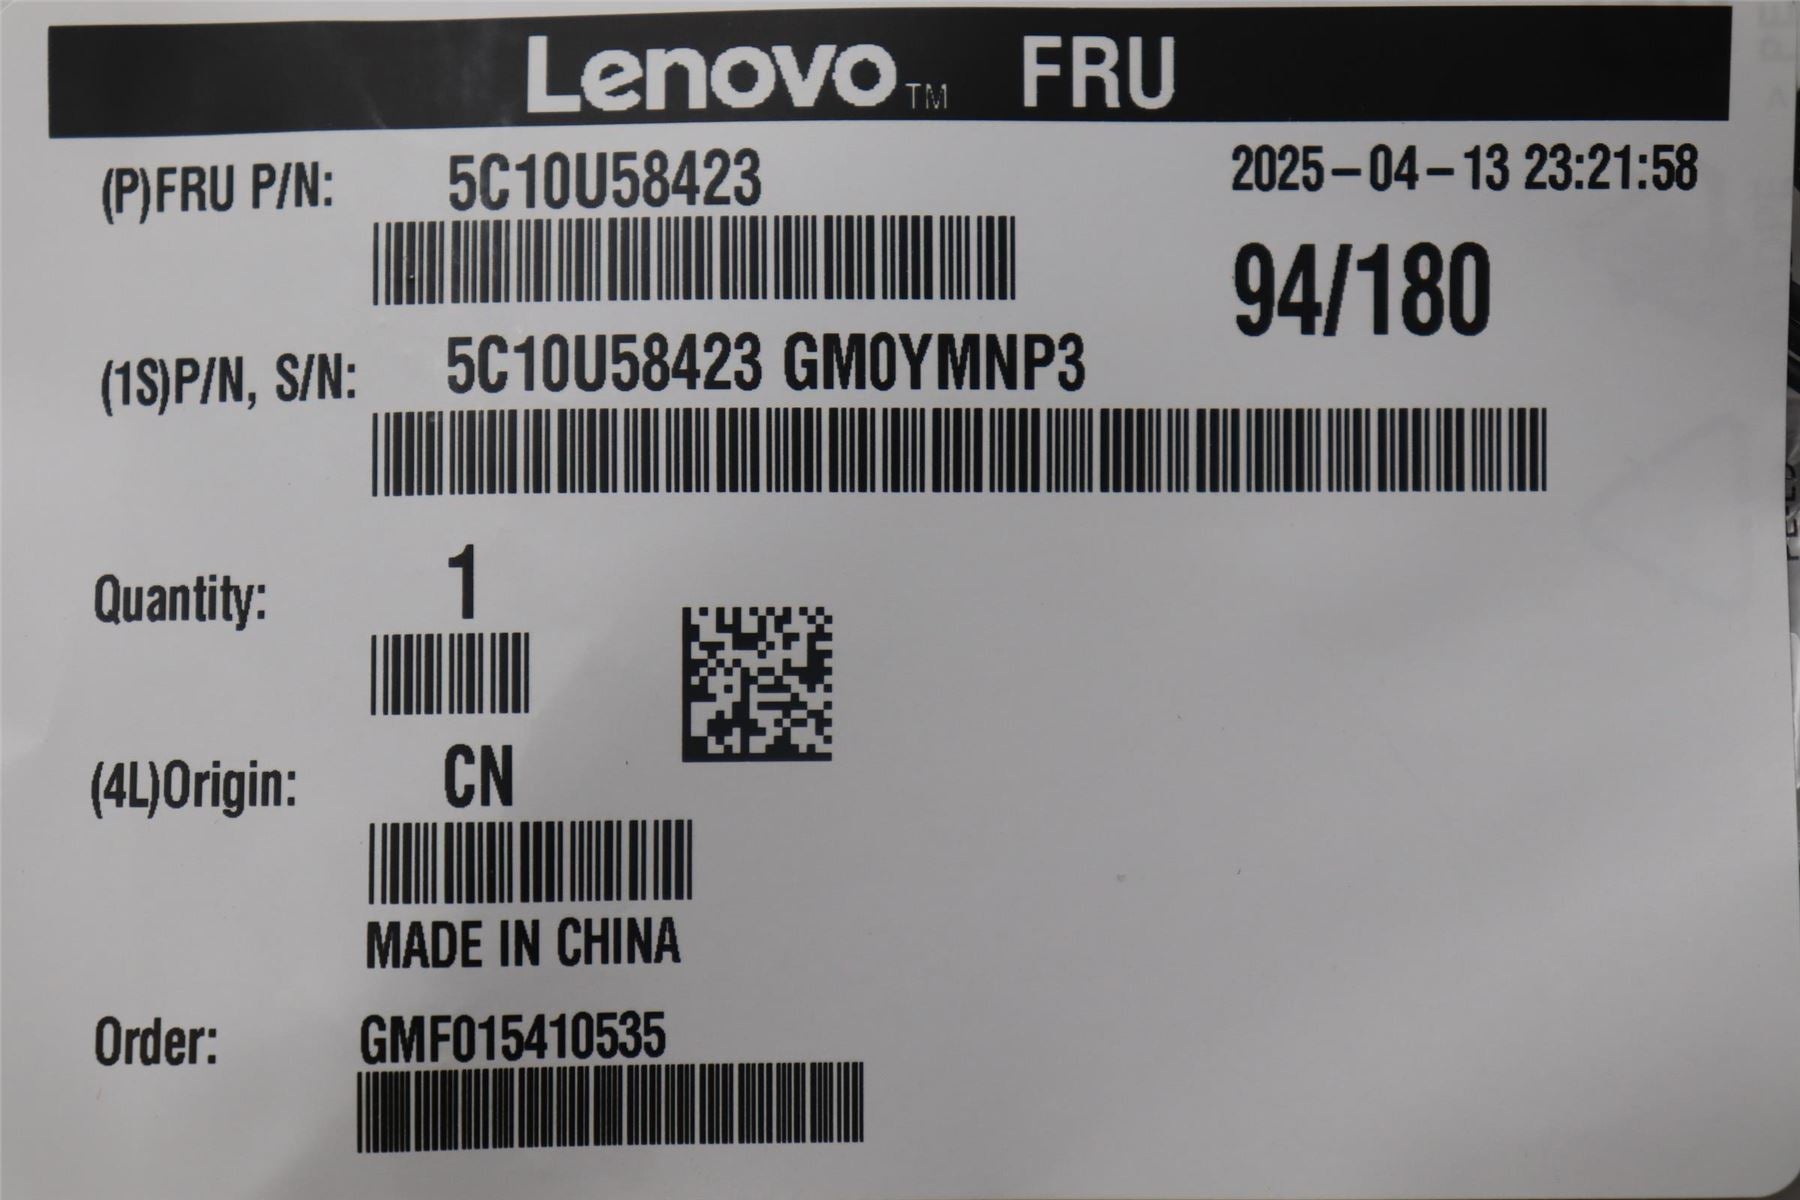 Lenovo™ FRU
(P)FRU P/N: 5C10U58423
2025-04-13 23:21:58
94/180
(1S)P/N, S/N: 5C10U58423 GM0YMNP3
Quantity: 1
(4L)Origin: CN
MADE IN CHINA
Order: GMF015410535